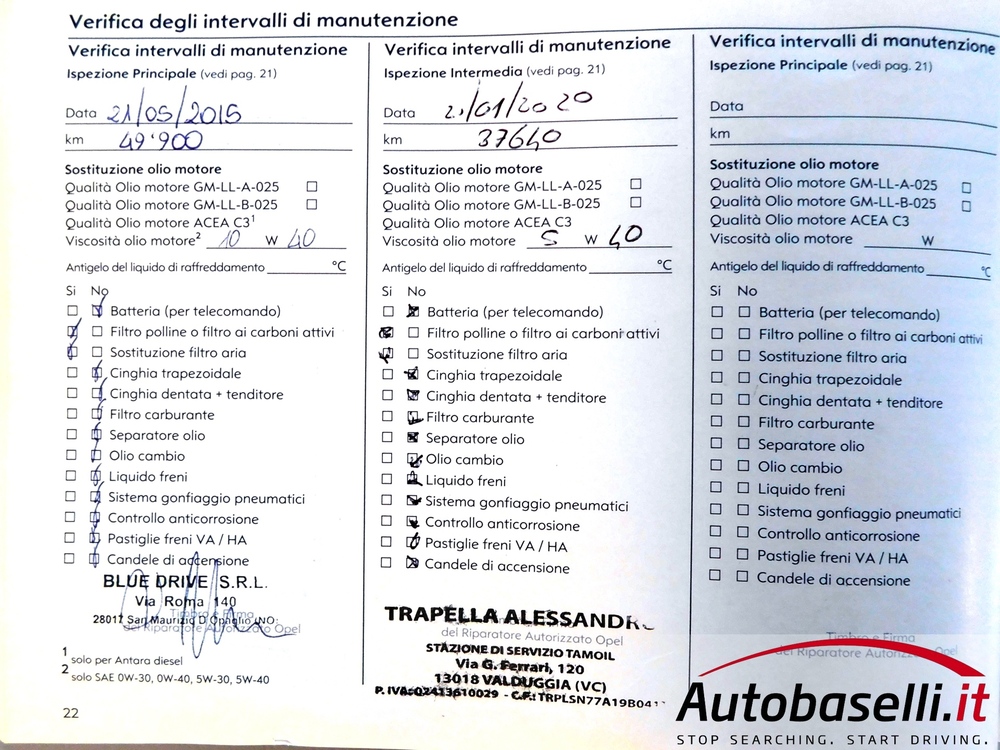 Verifica degli intervalli di manutenzione
Verifica intervalli di manutenzione
Ispezione Principale (vedi pag. 21)
Data 21/05/2015
km 49'900
Sostituzione olio motore
Qualità Olio motore GM-LL-A-025 ☐
Qualità Olio motore GM-LL-B-025 ☐
Qualità Olio motore ACEA C3¹
Viscosità olio motore² 10 W 40
Antigelo del liquido di raffreddamento °C
Si No
Batteria (per telecomando)
Filtro polline o filtro ai carboni attivi
Sostituzione filtro aria
Cinghia trapezoidale
Cinghia dentata + tenditore
Filtro carburante
Separatore olio
Olio cambio
Liquido freni
Sistema gonfiaggio pneumatici
Controllo anticorrosione
Pastiglie freni VA / HA
Candele di accensione
BLUE DRIVE S.R.L.
Via Roma 140
Timbro e Firma
28017 San Maurizio D'Opaglio (NO)
del Riparatore Autorizzato Opel
1 solo per Antara diesel
2 solo SAE 0W-30, 0W-40, 5W-30, 5W-40
22
Verifica intervalli di manutenzione
Ispezione Intermedia (vedi pag. 21)
Data /01/2020
km 37640
Sostituzione olio motore
Qualità Olio motore GM-LL-A-025 ☐
Qualità Olio motore GM-LL-B-025 ☐
Qualità Olio motore ACEA C3
Viscosità olio motore 5 W 40
Antigelo del liquido di raffreddamento °C
Si No
Batteria (per telecomando)
Filtro polline o filtro ai carboni attivi
Sostituzione filtro aria
Cinghia trapezoidale
Cinghia dentata + tenditore
Filtro carburante
Separatore olio
Olio cambio
Liquido freni
Sistema gonfiaggio pneumatici
Controllo anticorrosione
Pastiglie freni VA / HA
Candele di accensione
TRAPELLA ALESSANDR
del Riparatore Autorizzato Opel
STAZIONE DI SERVIZIO TAMOIL
Via G. Ferrari, 120
13018 VALDUGGIA (VC)
P. IVA:02413610029 - C.F.: TRPLSN77A19B041
Verifica intervalli di manutenzione
Ispezione Principale (vedi pag. 21)
Data
km
Sostituzione olio motore
Qualità Olio motore GM-LL-A-025 ☐
Qualità Olio motore GM-LL-B-025 ☐
Qualità Olio motore ACEA C3
Viscosità olio motore W
Antigelo del liquido di raffreddamento °C
Si No
Batteria (per telecomando)
Filtro polline o filtro ai carboni attivi
Sostituzione filtro aria
Cinghia trapezoidale
Cinghia dentata + tenditore
Filtro carburante
Separatore olio
Olio cambio
Liquido freni
Sistema gonfiaggio pneumatici
Controllo anticorrosione
Pastiglie freni VA / HA
Candele di accensione
Timbro e Firma
del Riparatore Autorizzato Opel
Autobaselli.it
STOP SEARCHING. START DRIVING.